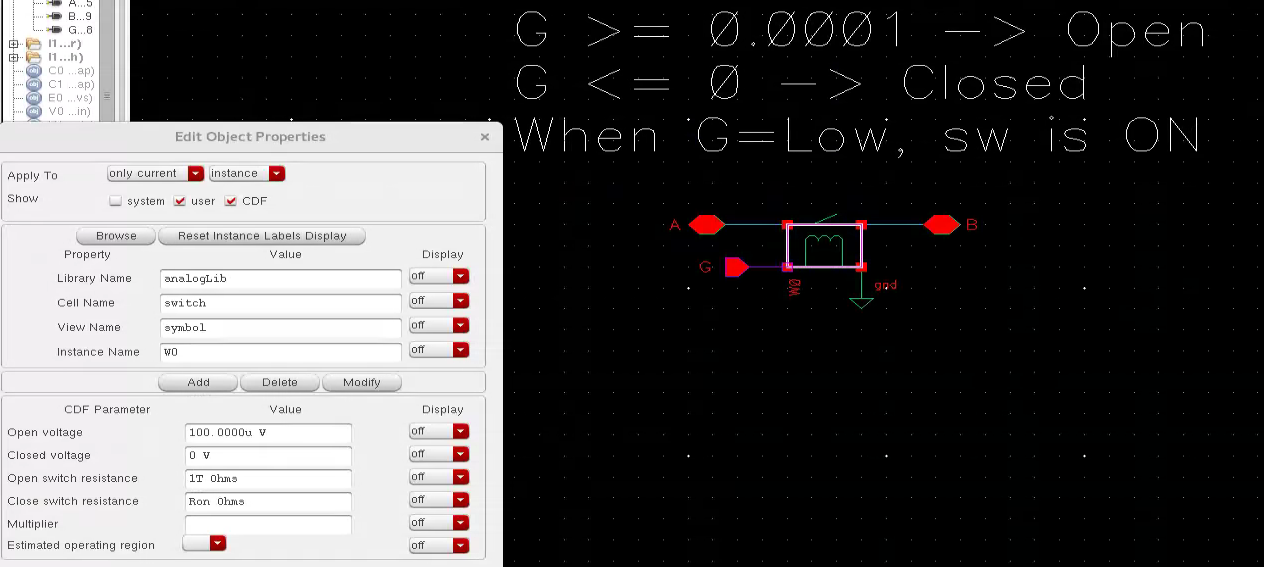 A...5
B...9
G...8
I1...r)
I1...h)
C0 ...ap)
C1 ...ap)
E0 ...vs)
V0 ...in)
G >= 0.0001 —> Open
G <= 0 —> Closed
When G=Low, sw is ON
A
B
G
W0
gnd
Edit Object Properties
Apply To only current instance
Show system user CDF
Browse Reset Instance Labels Display
Property Value Display
Library Name analogLib off
Cell Name switch off
View Name symbol off
Instance Name W0 off
Add Delete Modify
CDF Parameter Value Display
Open voltage 100.0000u V off
Closed voltage 0 V off
Open switch resistance 1T Ohms off
Close switch resistance Ron Ohms off
Multiplier off
Estimated operating region off